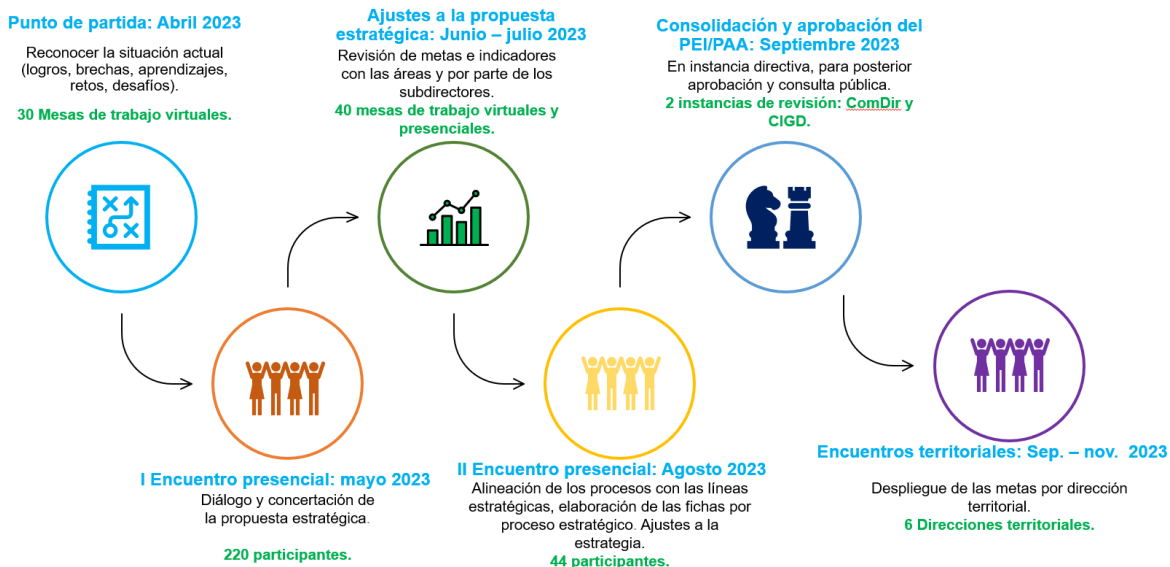 Punto de partida: Abril 2023
Reconocer la situación actual
(logros, brechas, aprendizajes,
retos, desafíos).
30 Mesas de trabajo virtuales.
I Encuentro presencial: mayo 2023
Diálogo y concertación de
la propuesta estratégica.
220 participantes.
Ajustes a la propuesta
estratégica: Junio – julio 2023
Revisión de metas e indicadores
con las áreas y por parte de los
subdirectores.
40 mesas de trabajo virtuales y
presenciales.
II Encuentro presencial: Agosto 2023
Alineación de los procesos con las líneas
estratégicas, elaboración de las fichas por
proceso estratégico. Ajustes a la
estrategia.
44 participantes.
Consolidación y aprobación del
PEI/PAA: Septiembre 2023
En instancia directiva, para posterior
aprobación y consulta pública.
2 instancias de revisión: ComDir y
CIGD.
Encuentros territoriales: Sep. – nov. 2023
Despliegue de las metas por dirección
territorial.
6 Direcciones territoriales.